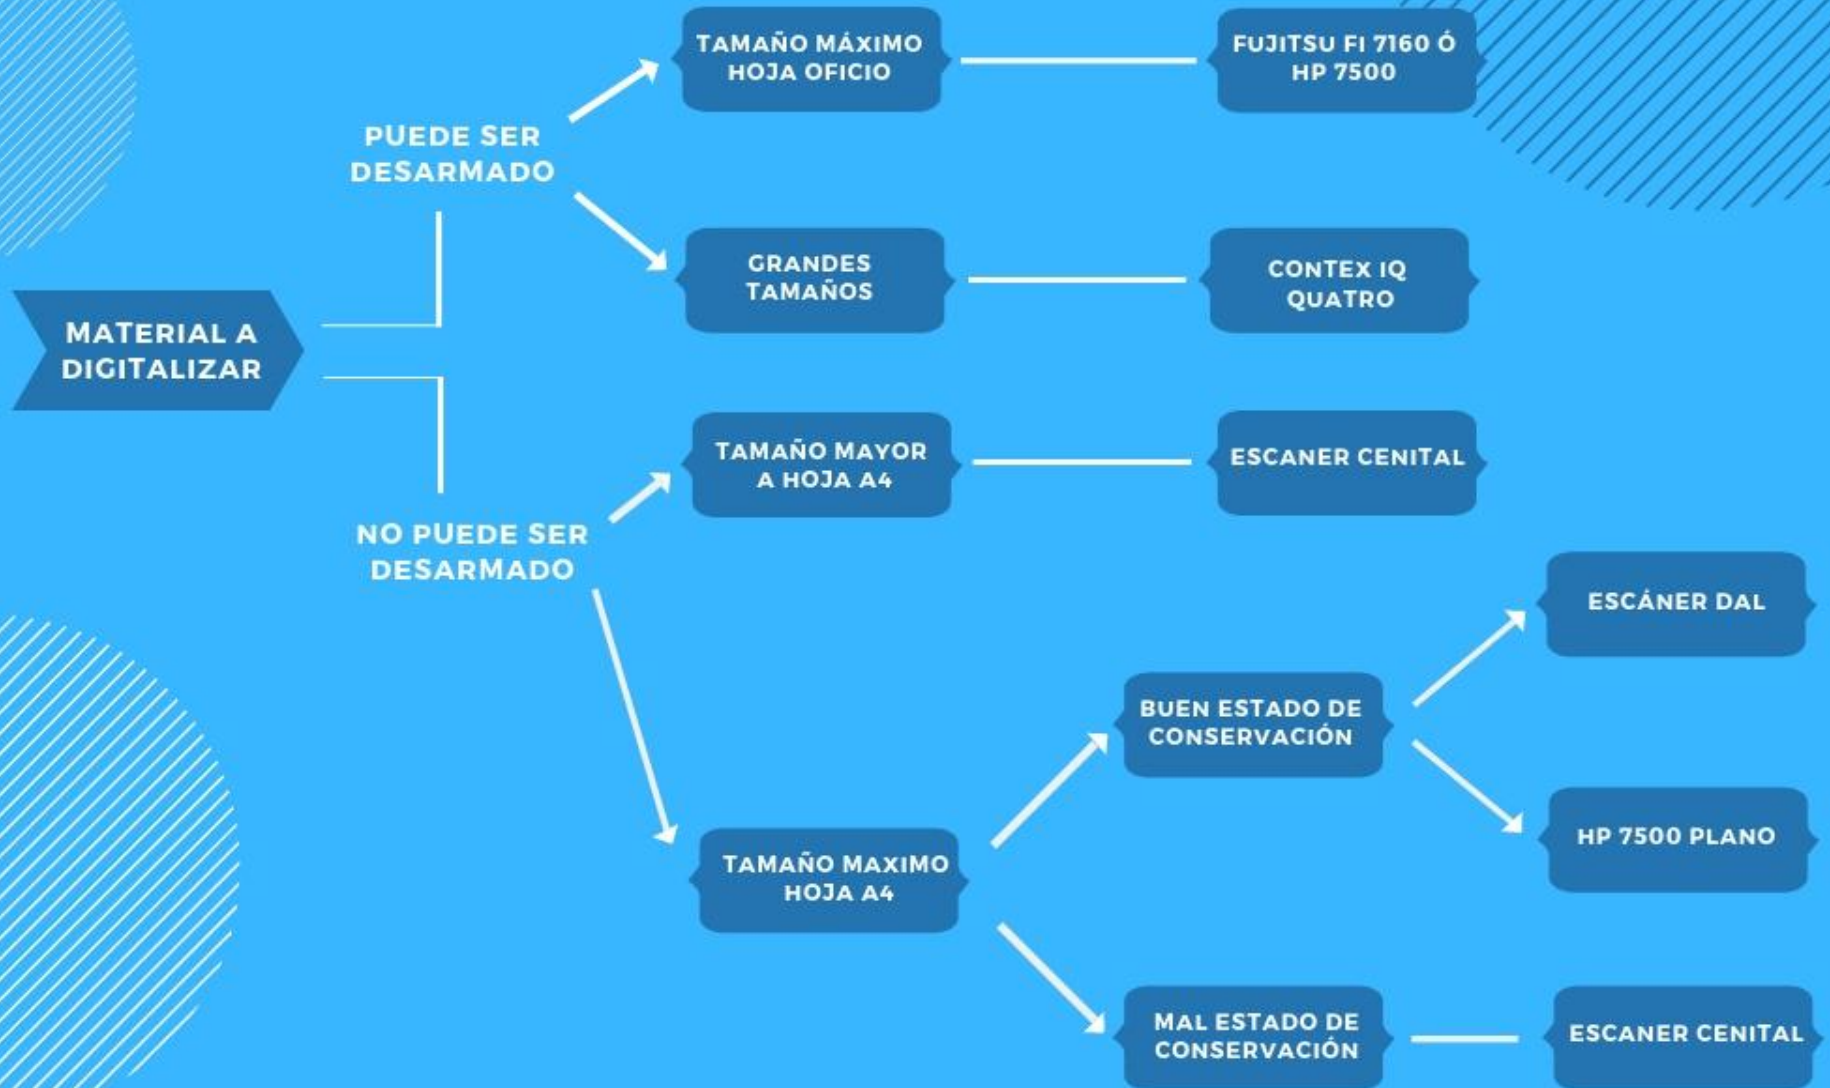 TAMAÑO MÁXIMO
HOJA OFICIO
FUJITSU FI 7160 Ó
HP 7500
PUEDE SER
DESARMADO
GRANDES
TAMAÑOS
CONTEX IQ
QUATRO
MATERIAL A
DIGITALIZAR
TAMAÑO MAYOR
A HOJA A4
ESCANER CENITAL
NO PUEDE SER
DESARMADO
ESCÁNER DAL
BUEN ESTADO DE
CONSERVACIÓN
HP 7500 PLANO
TAMAÑO MAXIMO
HOJA A4
MAL ESTADO DE
CONSERVACIÓN
ESCANER CENITAL